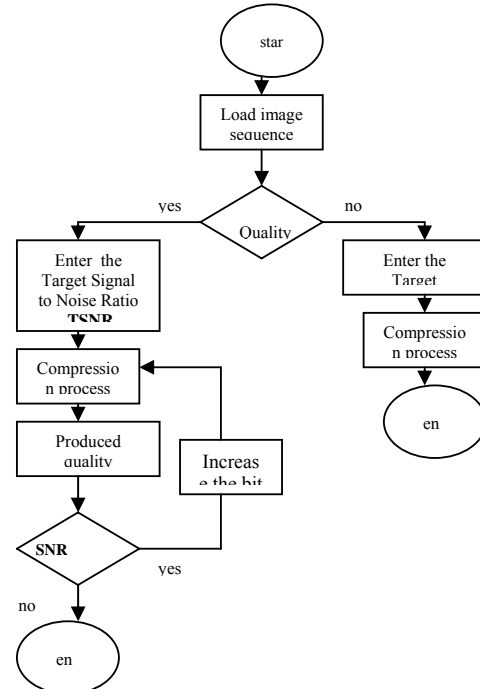 star
Load image
sequence
yes
no
Quality
Enter the
Target Signal
to Noise Ratio
TSNR
Enter the
Target
Compressio
n process
Compressio
n process
Produced
quality
Increas
e the bit
en
SNR
yes
no
en